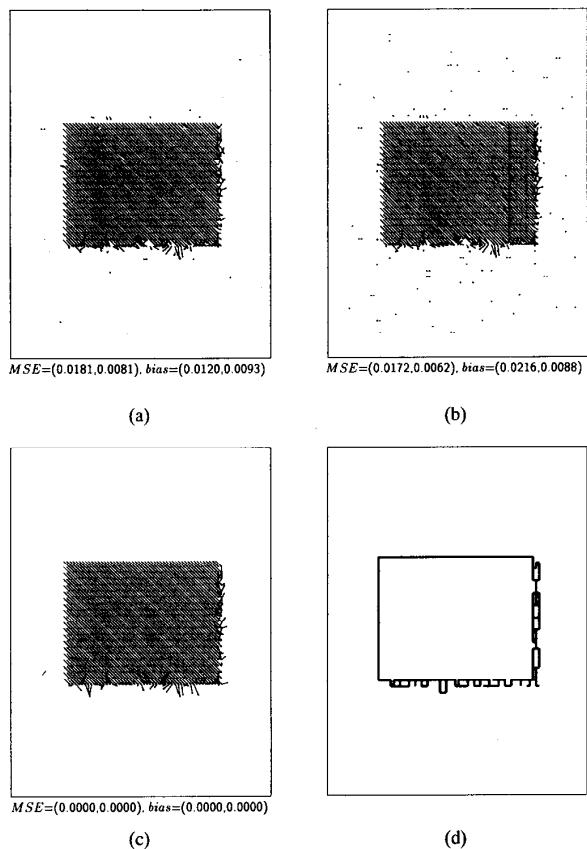 MSE=(0.0181,0.0081), bias=(0.0120,0.0093)
MSE=(0.0172,0.0062), bias=(0.0216,0.0088)
(a)
(b)
MSE=(0.0000,0.0000), bias=(0.0000,0.0000)
(c)
(d)